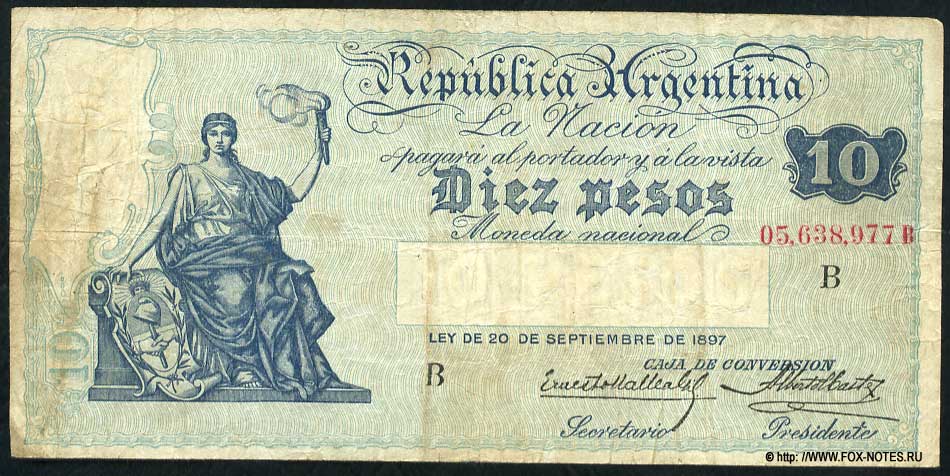 República Argentina
La Nación
pagará al portador y á la vista
10
Diez pesos
Moneda nacional
05,638,977 B
B
LEY DE 20 DE SEPTIEMBRE DE 1897
CAJA DE CONVERSION
B
Secretario
Presidente
10
© http://WWW.FOX-NOTES.RU